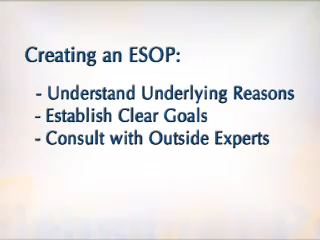 Creating an ESOP:
- Understand Underlying Reasons
- Establish Clear Goals
- Consult with Outside Experts